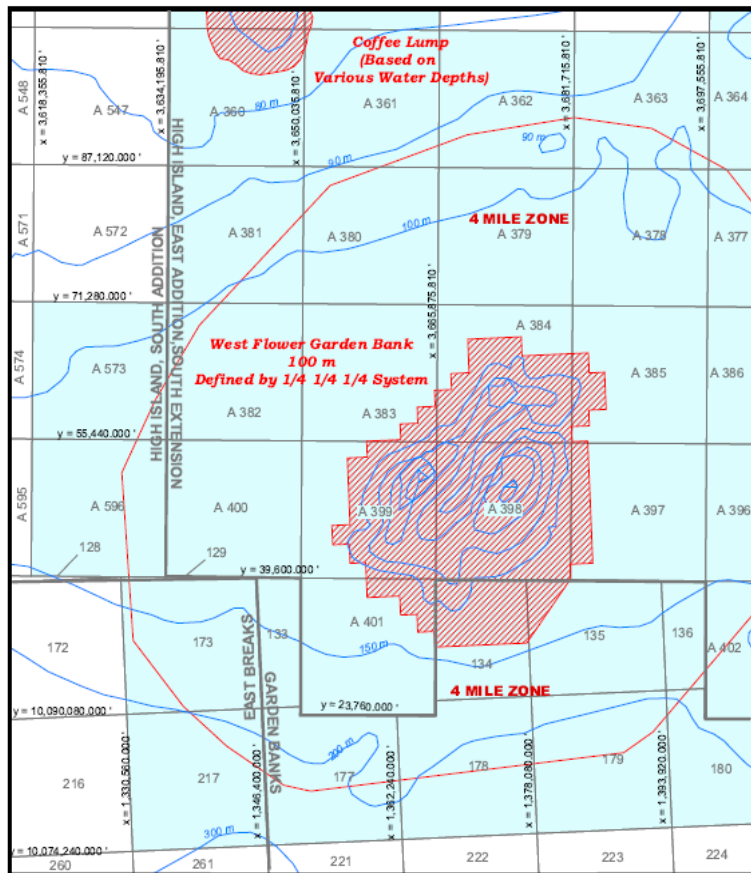 Coffee Lump
(Based on
Various Water Depths)
A 548
A 547
x = 3,618,355.810 '
x = 3,634,195.810 '
A 360
x = 3,650,035.810 '
A 361
A 362
x = 3,681,715.810 '
A 363
x = 3,697,555.810 '
A 364
80 m
90 m
90 m
y = 87,120.000 '
HIGH ISLAND, EAST ADDITION, SOUTH EXTENSION
HIGH ISLAND, SOUTH ADDITION
A 571
A 572
A 381
A 380
100 m
4 MILE ZONE
A 379
A 378
A 377
y = 71,280.000 '
x = 3,665,875.810 '
A 384
West Flower Garden Bank
100 m
Defined by 1/4 1/4 1/4 System
A 574
A 573
A 385
A 386
A 382
A 383
y = 55,440.000 '
A 595
A 596
A 400
A 399
A 398
A 397
A 396
128
129
y = 39,600.000 '
172
173
133
A 401
150 m
134
135
136
A 402
EAST BREAKS
GARDEN BANKS
4 MILE ZONE
y = 23,760.000 '
y = 10,090,080.000 '
x = 1,330,560.000 '
x = 1,346,400.000 '
x = 1,362,240.000 '
x = 1,378,080.000 '
x = 1,393,920.000 '
200 m
216
217
177
178
179
180
300 m
y = 10,074,240.000 '
260
261
221
222
223
224